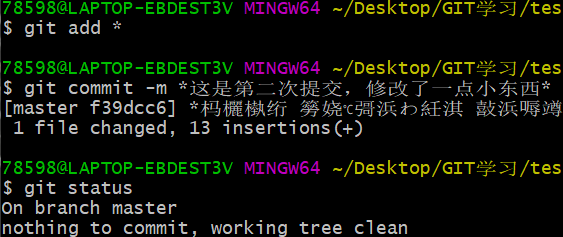 78598@LAPTOP-EBDEST3V MINGW64 ~/Desktop/GIT学习/tes
$ git add *
78598@LAPTOP-EBDEST3V MINGW64 ~/Desktop/GIT学习/tes
$ git commit -m *这是第二次提交，修改了一点小东西*
[master f39dcc6] *杩欐槸绗 簩娆℃彁浜わ紝淇 敼浜嗕竴
1 file changed, 13 insertions(+)
78598@LAPTOP-EBDEST3V MINGW64 ~/Desktop/GIT学习/tes
$ git status
On branch master
nothing to commit, working tree clean